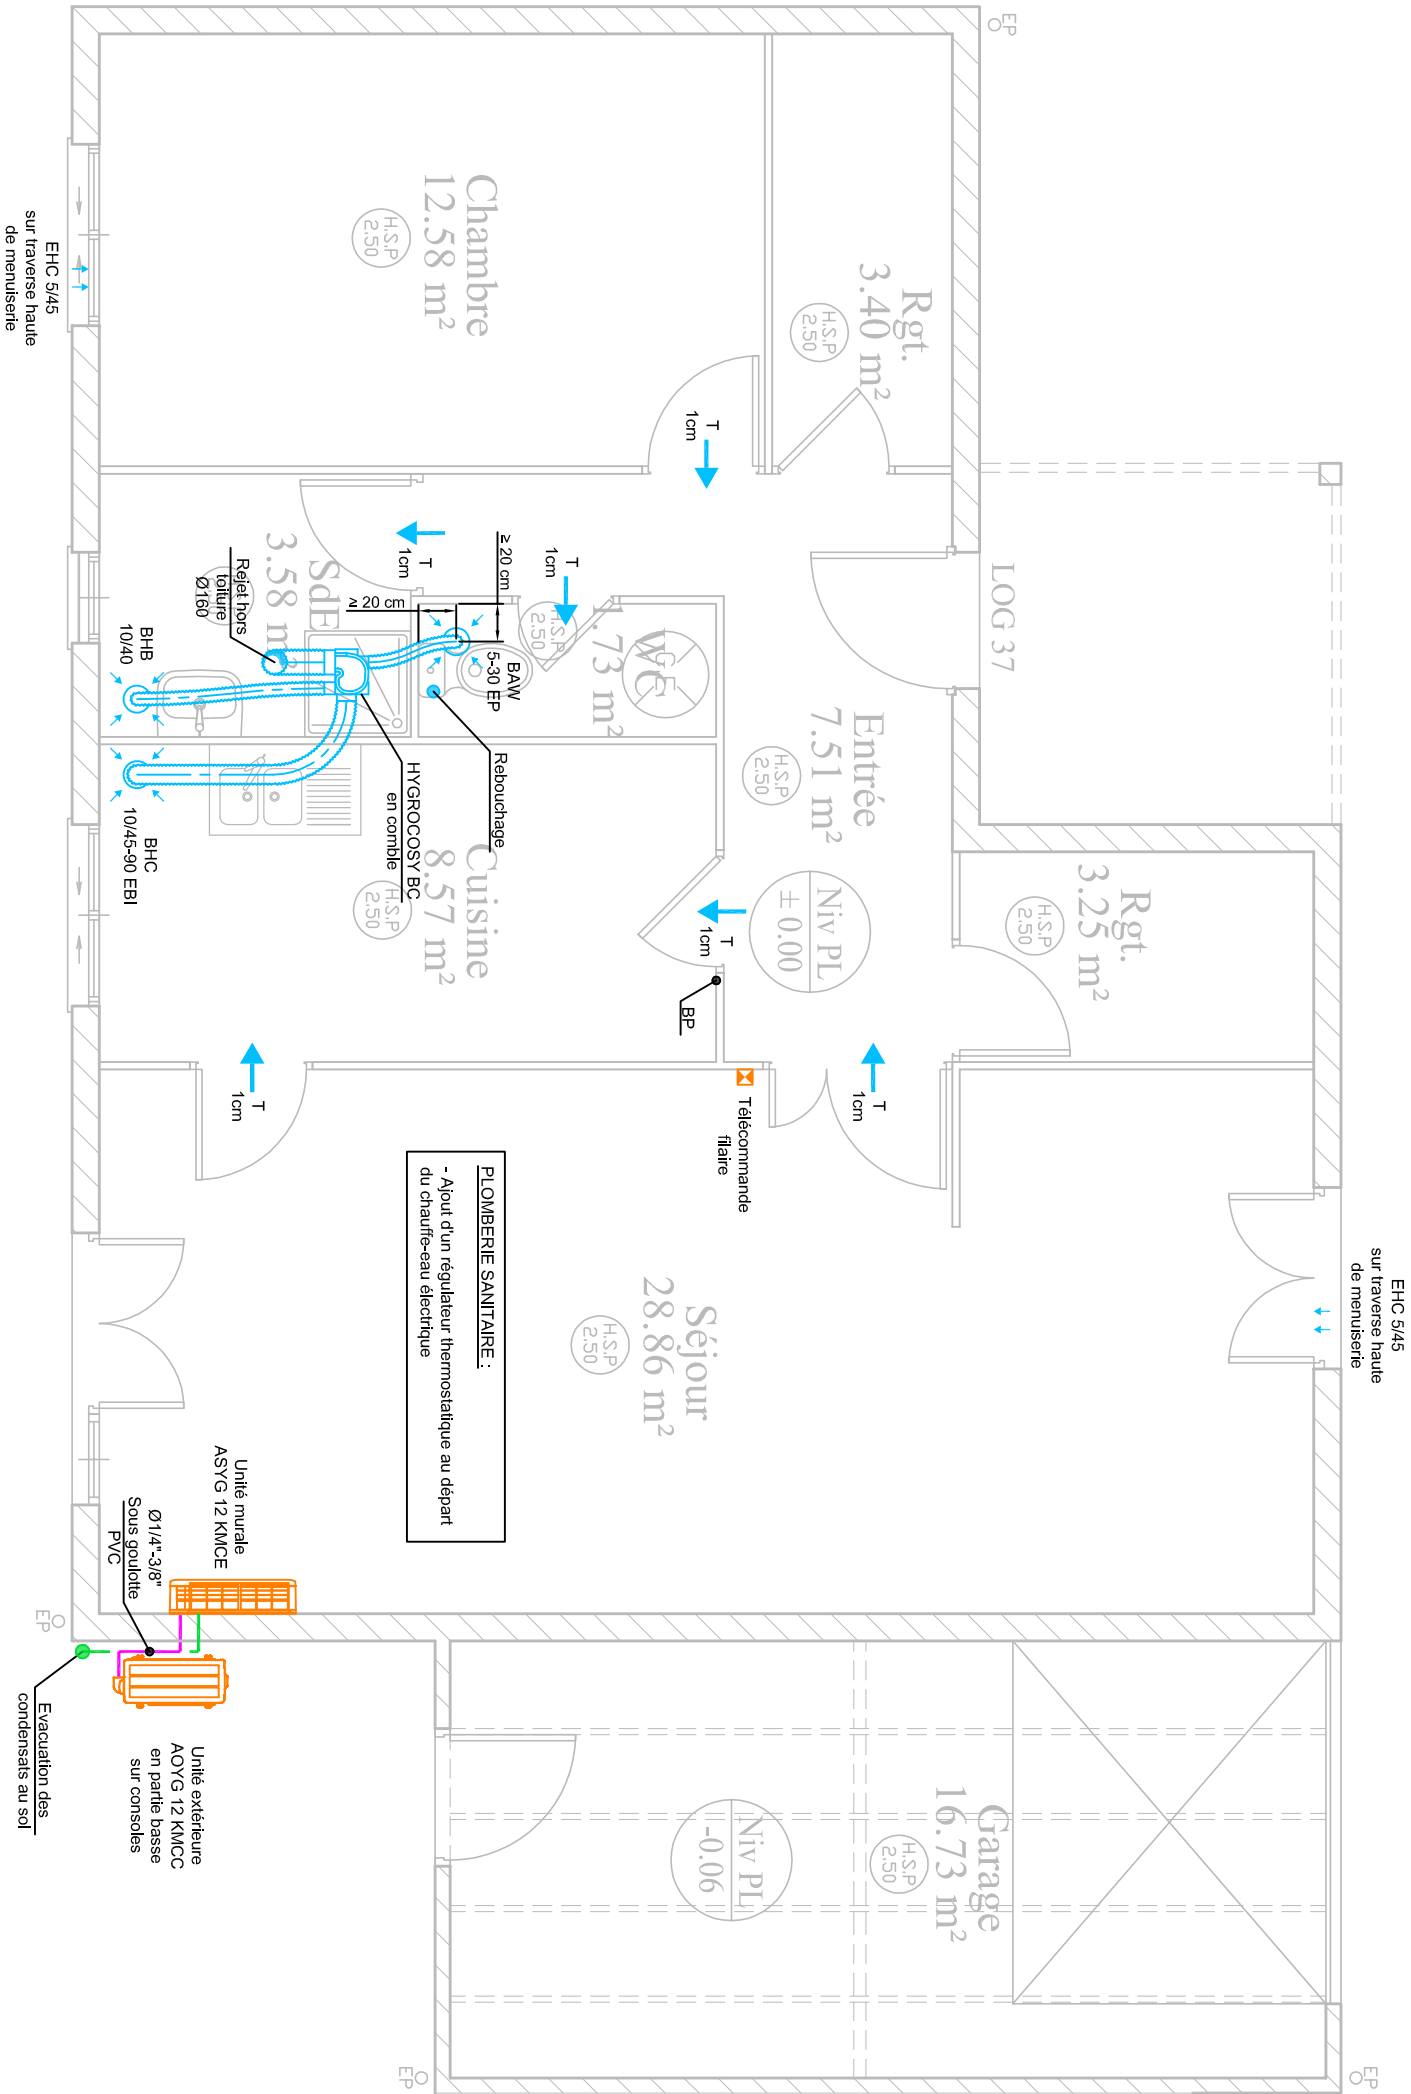 EP
LOG 37
Rgt.
3.40 m²
H.S.P
2.50
Chambre
12.58 m²
H.S.P
2.50
EHC 5/45
sur traverse haute
de menuiserie
T
1cm
T
1cm
T
1cm
≥ 20 cm
≥ 20 cm
SdE
3.58 m²
Rejet hors
toiture
Ø160
BHB
10/40
WC
1.73 m²
H.S.P
2.50
BAW
5-30 EP
Rebouchage
HYGROCOSY BC
en comble
BHC
10/45-90 EBI
Entrée
7.51 m²
H.S.P
2.50
Cuisine
8.57 m²
H.S.P
2.50
Niv PL
± 0.00
Rgt.
3.25 m²
H.S.P
2.50
T
1cm
BP
T
1cm
T
1cm
Télécommande
filaire
EHC 5/45
sur traverse haute
de menuiserie
PLOMBERIE SANITAIRE :
- Ajout d'un régulateur thermostatique au départ
du chauffe-eau électrique
Séjour
28.86 m²
H.S.P
2.50
Unité murale
ASYG 12 KMCE
Ø1/4"-3/8"
Sous goulotte
PVC
EP
Evacuation des
condensats au sol
Unité extérieure
AOYG 12 KMCC
en partie basse
sur consoles
Garage
16.73 m²
H.S.P
2.50
Niv PL
-0.06
EP
EP